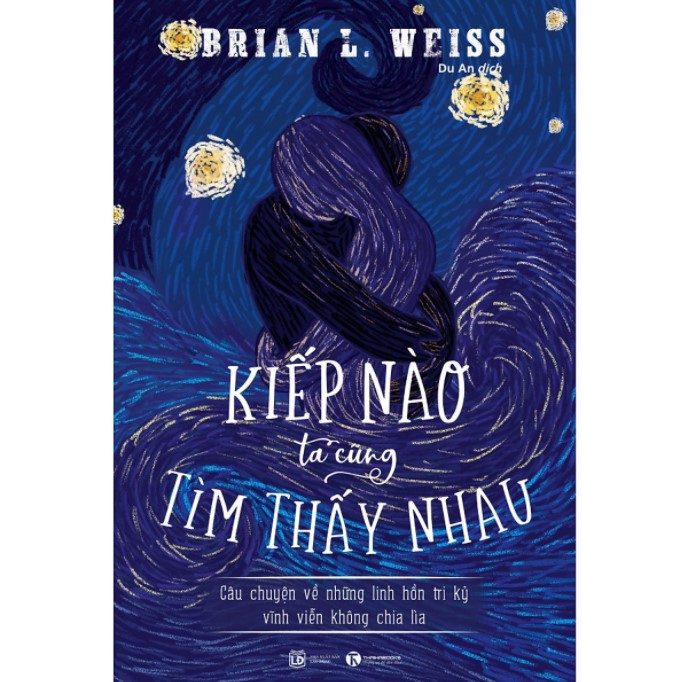 BRIAN L. WEISS
Du An dịch
KIẾP NÀO
ta cũng
TÌM THẤY NHAU
Câu chuyện về những linh hồn tri kỷ
vĩnh viễn không chia lìa
THAIHABOOKS